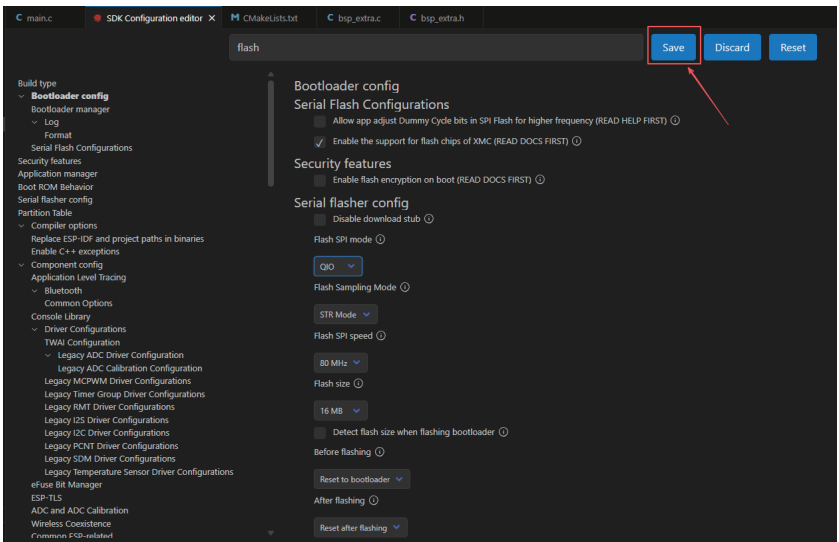 main.c
SDK Configuration editor
CMakeLists.txt
bsp_extra.c
bsp_extra.h
flash
Save
Discard
Reset
Build type
Bootloader config
Bootloader manager
Log
Format
Serial Flash Configurations
Security features
Application manager
Boot ROM Behavior
Serial flasher config
Partition Table
Compiler options
Replace ESP-IDF and project paths in binaries
Enable C++ exceptions
Component config
Application Level Tracing
Bluetooth
Common Options
Console Library
Driver Configurations
TWAI Configuration
Legacy ADC Driver Configuration
Legacy ADC Calibration Configuration
Legacy MCPWM Driver Configurations
Legacy Timer Group Driver Configurations
Legacy RMT Driver Configurations
Legacy I2S Driver Configurations
Legacy I2C Driver Configurations
Legacy PCNT Driver Configurations
Legacy SDM Driver Configurations
Legacy Temperature Sensor Driver Configurations
eFuse Bit Manager
ESP-TLS
ADC and ADC Calibration
Wireless Coexistence
Common ESP-related
Bootloader config
Serial Flash Configurations
Allow app adjust Dummy Cycle bits in SPI Flash for higher frequency (READ HELP FIRST)
Enable the support for flash chips of XMC (READ DOCS FIRST)
Security features
Enable flash encryption on boot (READ DOCS FIRST)
Serial flasher config
Disable download stub
Flash SPI mode
QIO
Flash Sampling Mode
STR Mode
Flash SPI speed
80 MHz
Flash size
16 MB
Detect flash size when flashing bootloader
Before flashing
Reset to bootloader
After flashing
Reset after flashing